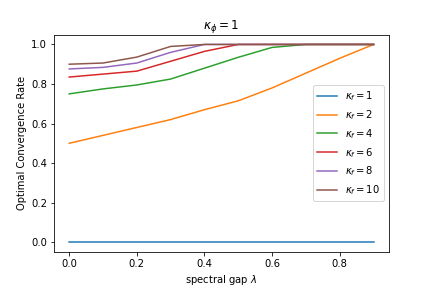 κ_ϕ = 1
Optimal Convergence Rate
1.0
0.8
0.6
0.4
0.2
0.0
κ_f = 1
κ_f = 2
κ_f = 4
κ_f = 6
κ_f = 8
κ_f = 10
0.0 0.2 0.4 0.6 0.8
spectral gap λ